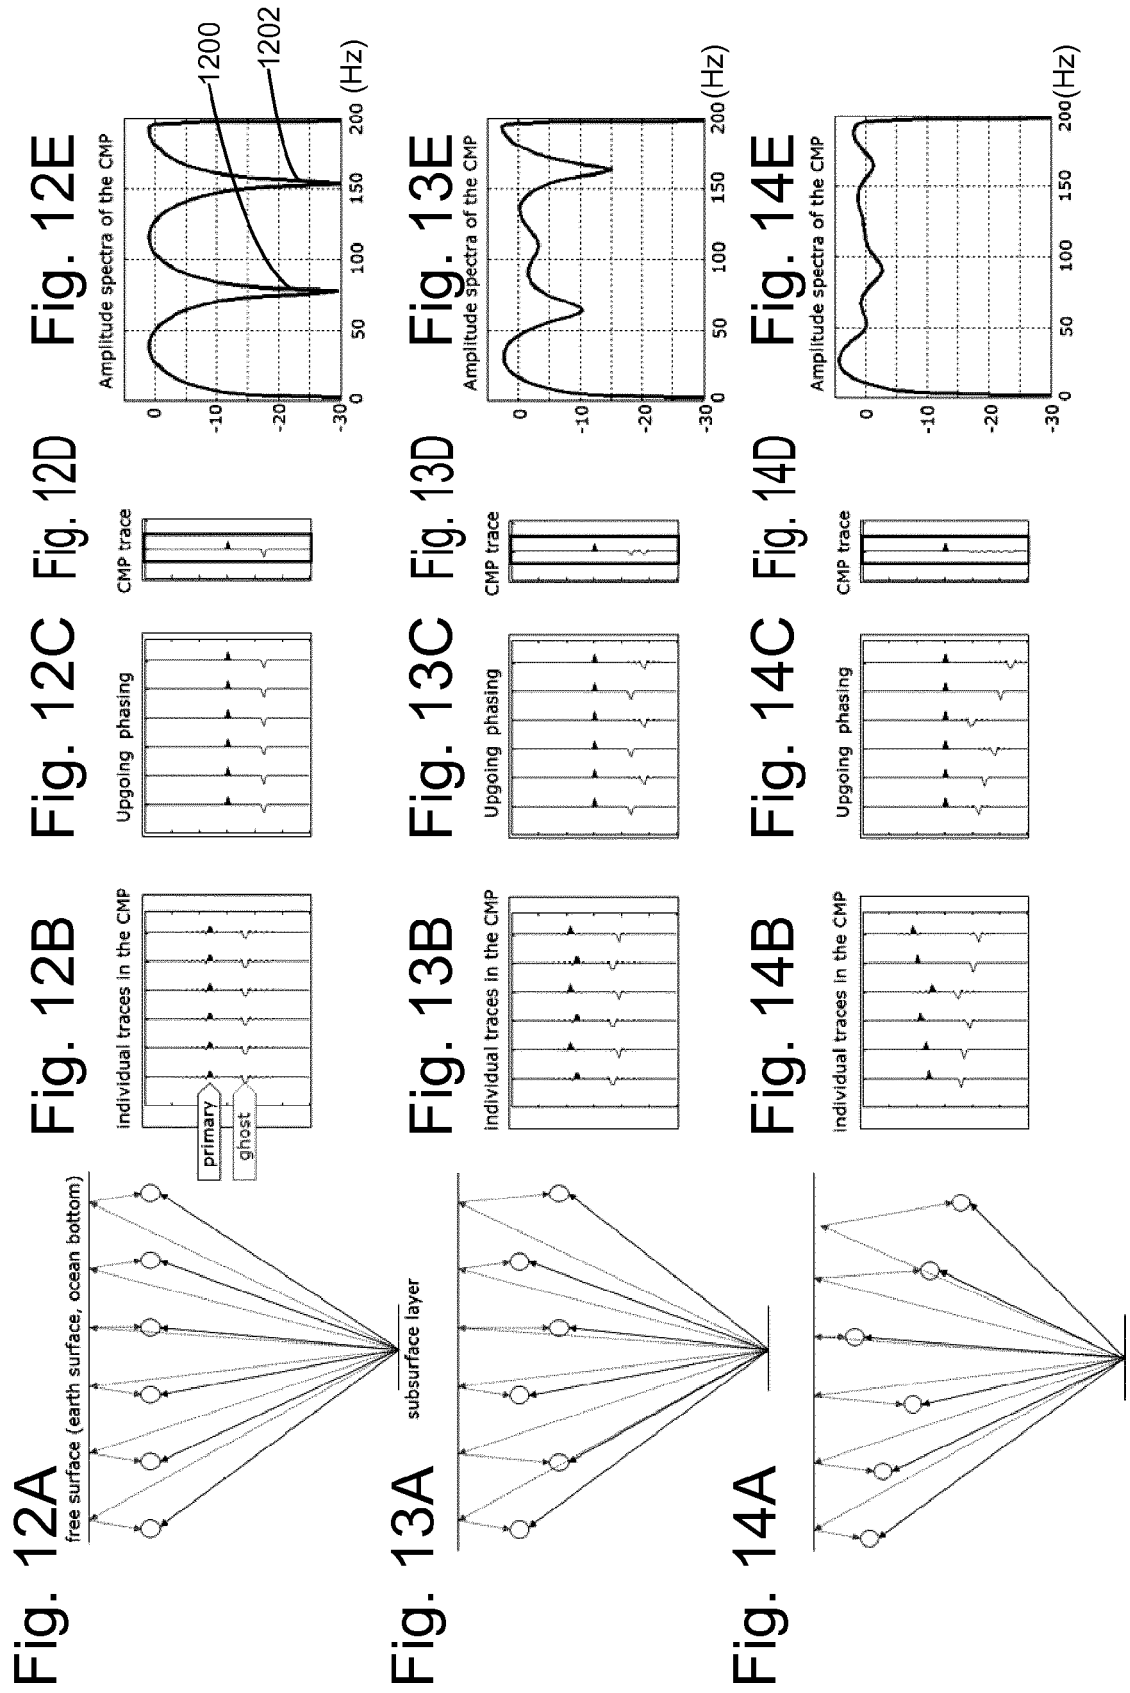 Fig. 12A
free surface (earth surface, ocean bottom)
Fig. 12B
individual traces in the CMP
primary
ghost
Fig. 12C
Upgoing phasing
Fig. 12D
CMP trace
Fig. 12E
Amplitude spectra of the CMP
0
-10
-20
-30
0
50
100
150
200 (Hz)
1200
1202
Fig. 13A
subsurface layer
Fig. 13B
individual traces in the CMP
Fig. 13C
Upgoing phasing
Fig. 13D
CMP trace
Fig. 13E
Amplitude spectra of the CMP
0
-10
-20
-30
0
50
100
150
200 (Hz)
Fig. 14A
Fig. 14B
individual traces in the CMP
Fig. 14C
Upgoing phasing
Fig. 14D
CMP trace
Fig. 14E
Amplitude spectra of the CMP
0
-10
-20
-30
0
50
100
150
200 (Hz)